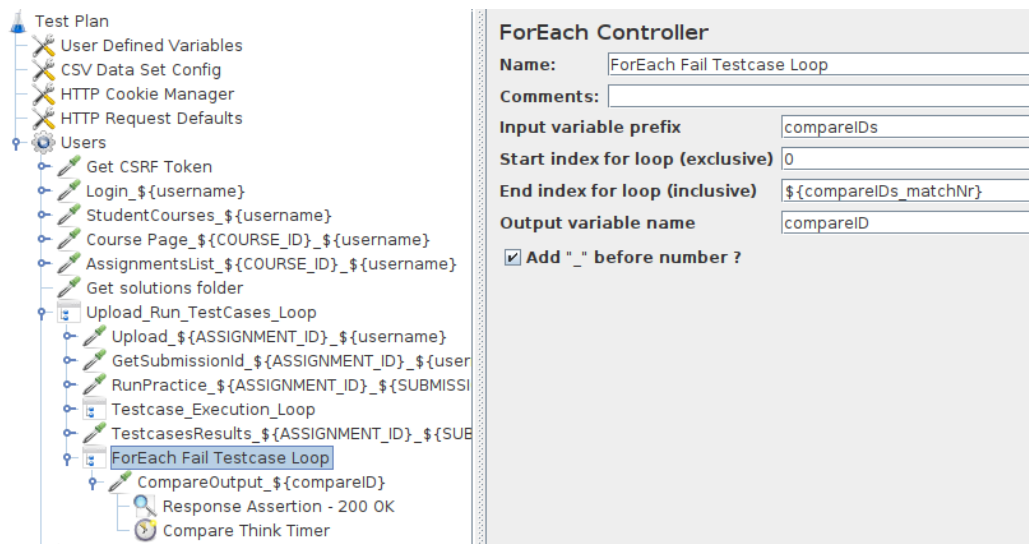 Test Plan
User Defined Variables
CSV Data Set Config
HTTP Cookie Manager
HTTP Request Defaults
Users
Get CSRF Token
Login_${username}
StudentCourses_${username}
Course Page_${COURSE_ID}_${username}
AssignmentsList_${COURSE_ID}_${username}
Get solutions folder
Upload_Run_TestCases_Loop
Upload_${ASSIGNMENT_ID}_${username}
GetSubmissionId_${ASSIGNMENT_ID}_${user
RunPractice_${ASSIGNMENT_ID}_${SUBMISSI
Testcase_Execution_Loop
TestcasesResults_${ASSIGNMENT_ID}_${SUB
ForEach Fail Testcase Loop
CompareOutput_${compareID}
Response Assertion - 200 OK
Compare Think Timer
ForEach Controller
Name: ForEach Fail Testcase Loop
Comments:
Input variable prefix compareIDs
Start index for loop (exclusive) 0
End index for loop (inclusive) ${compareIDs_matchNr}
Output variable name compareID
Add "_" before number ?